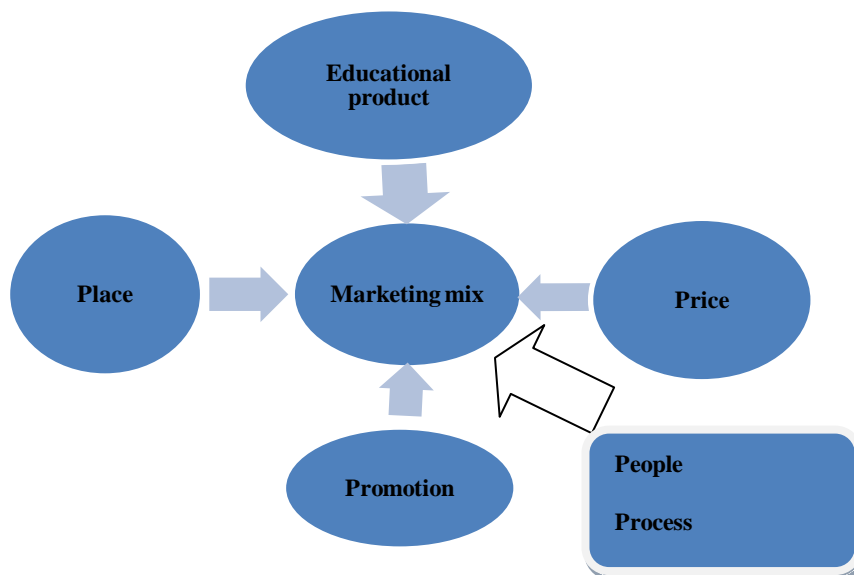 Educational
product
Place
Marketing mix
Price
Promotion
People
Process